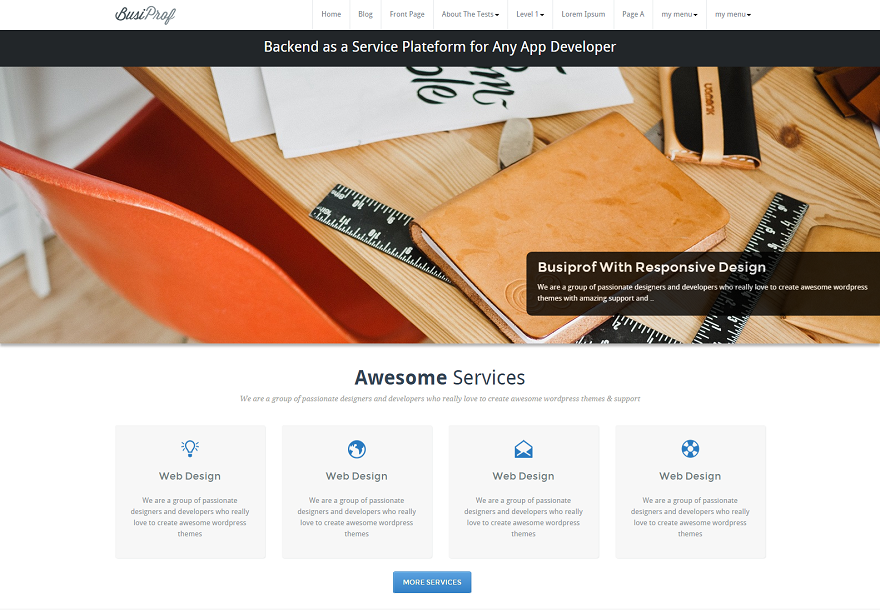 BusiProf
Home Blog Front Page About The Tests Level 1 Lorem Ipsum Page A my menu my menu
Backend as a Service Plateform for Any App Developer
Busiprof With Responsive Design
We are a group of passionate designers and developers who really love to create awesome wordpress
themes with amazing support and ...
Awesome Services
We are a group of passionate designers and developers who really love to create awesome wordpress themes & support
Web Design
We are a group of passionate
designers and developers who really
love to create awesome wordpress
themes
Web Design
We are a group of passionate
designers and developers who really
love to create awesome wordpress
themes
Web Design
We are a group of passionate
designers and developers who really
love to create awesome wordpress
themes
Web Design
We are a group of passionate
designers and developers who really
love to create awesome wordpress
themes
MORE SERVICES